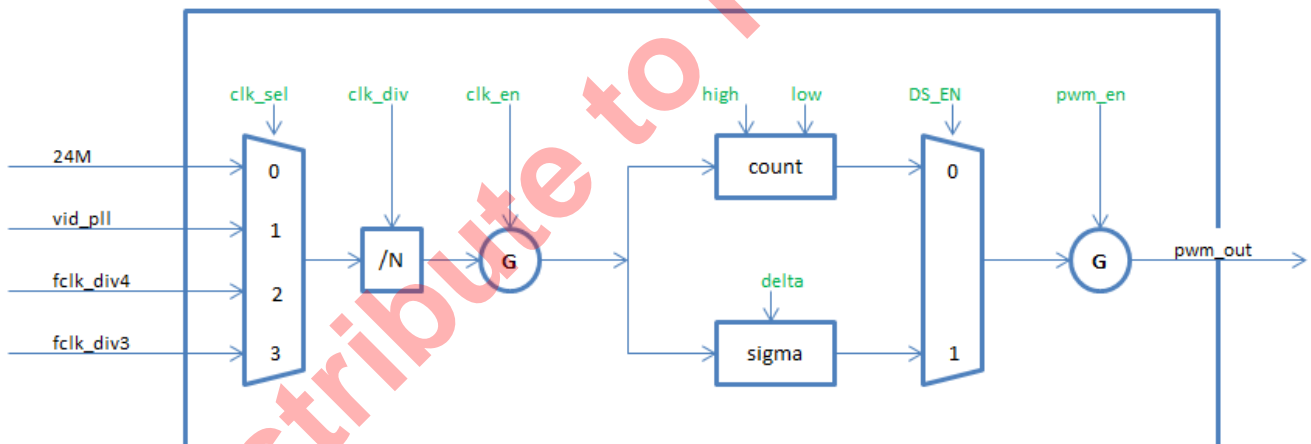 clk_sel clk_div clk_en high low DS_EN pwm_en
24M
0
count
0
vid_pll
1
/N
G
G
pwm_out
fclk_div4
2
delta
fclk_div3
3
sigma
1
stribute to